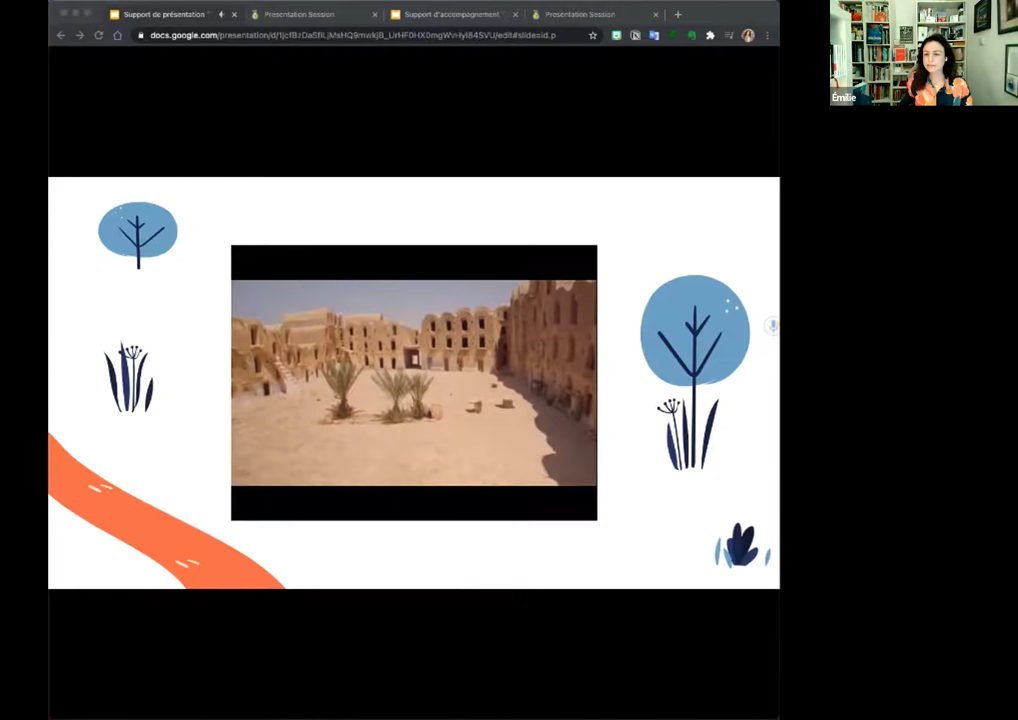 Support de présentation
Presentation Session
Support d'accompagnement
Presentation Session
Émilie